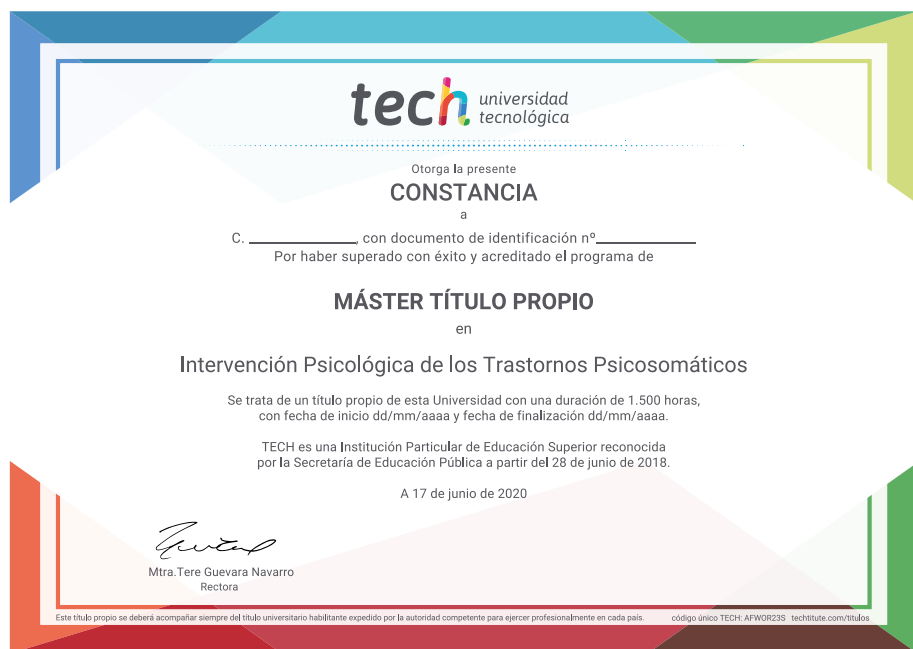 tech universidad
tecnológica
Otorga la presente
CONSTANCIA
a
C. ____________, con documento de identificación nº____________
Por haber superado con éxito y acreditado el programa de
MÁSTER TÍTULO PROPIO
en
Intervención Psicológica de los Trastornos Psicosomáticos
Se trata de un título propio de esta Universidad con una duración de 1.500 horas,
con fecha de inicio dd/mm/aaaa y fecha de finalización dd/mm/aaaa.
TECH es una Institución Particular de Educación Superior reconocida
por la Secretaría de Educación Pública a partir del 28 de junio de 2018.
A 17 de junio de 2020
Mtra.Tere Guevara Navarro
Rectora
Este título propio se deberá acompañar siempre del título universitario habilitante expedido por la autoridad competente para ejercer profesionalmente en cada país. código único TECH: AFWOR23S techtitute.com/titulos